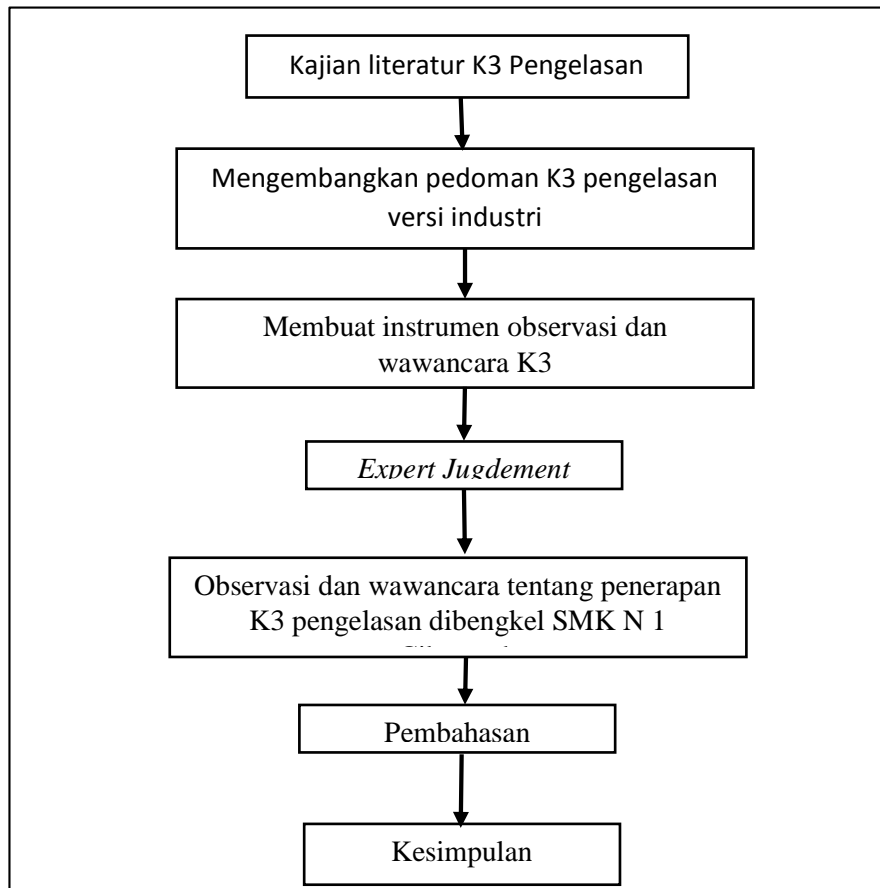 Kajian literatur K3 Pengelasan
Mengembangkan pedoman K3 pengelasan
versi industri
Membuat instrumen observasi dan
wawancara K3
Expert Jugdement
Observasi dan wawancara tentang penerapan
K3 pengelasan dibengkel SMK N 1
Pembahasan
Kesimpulan